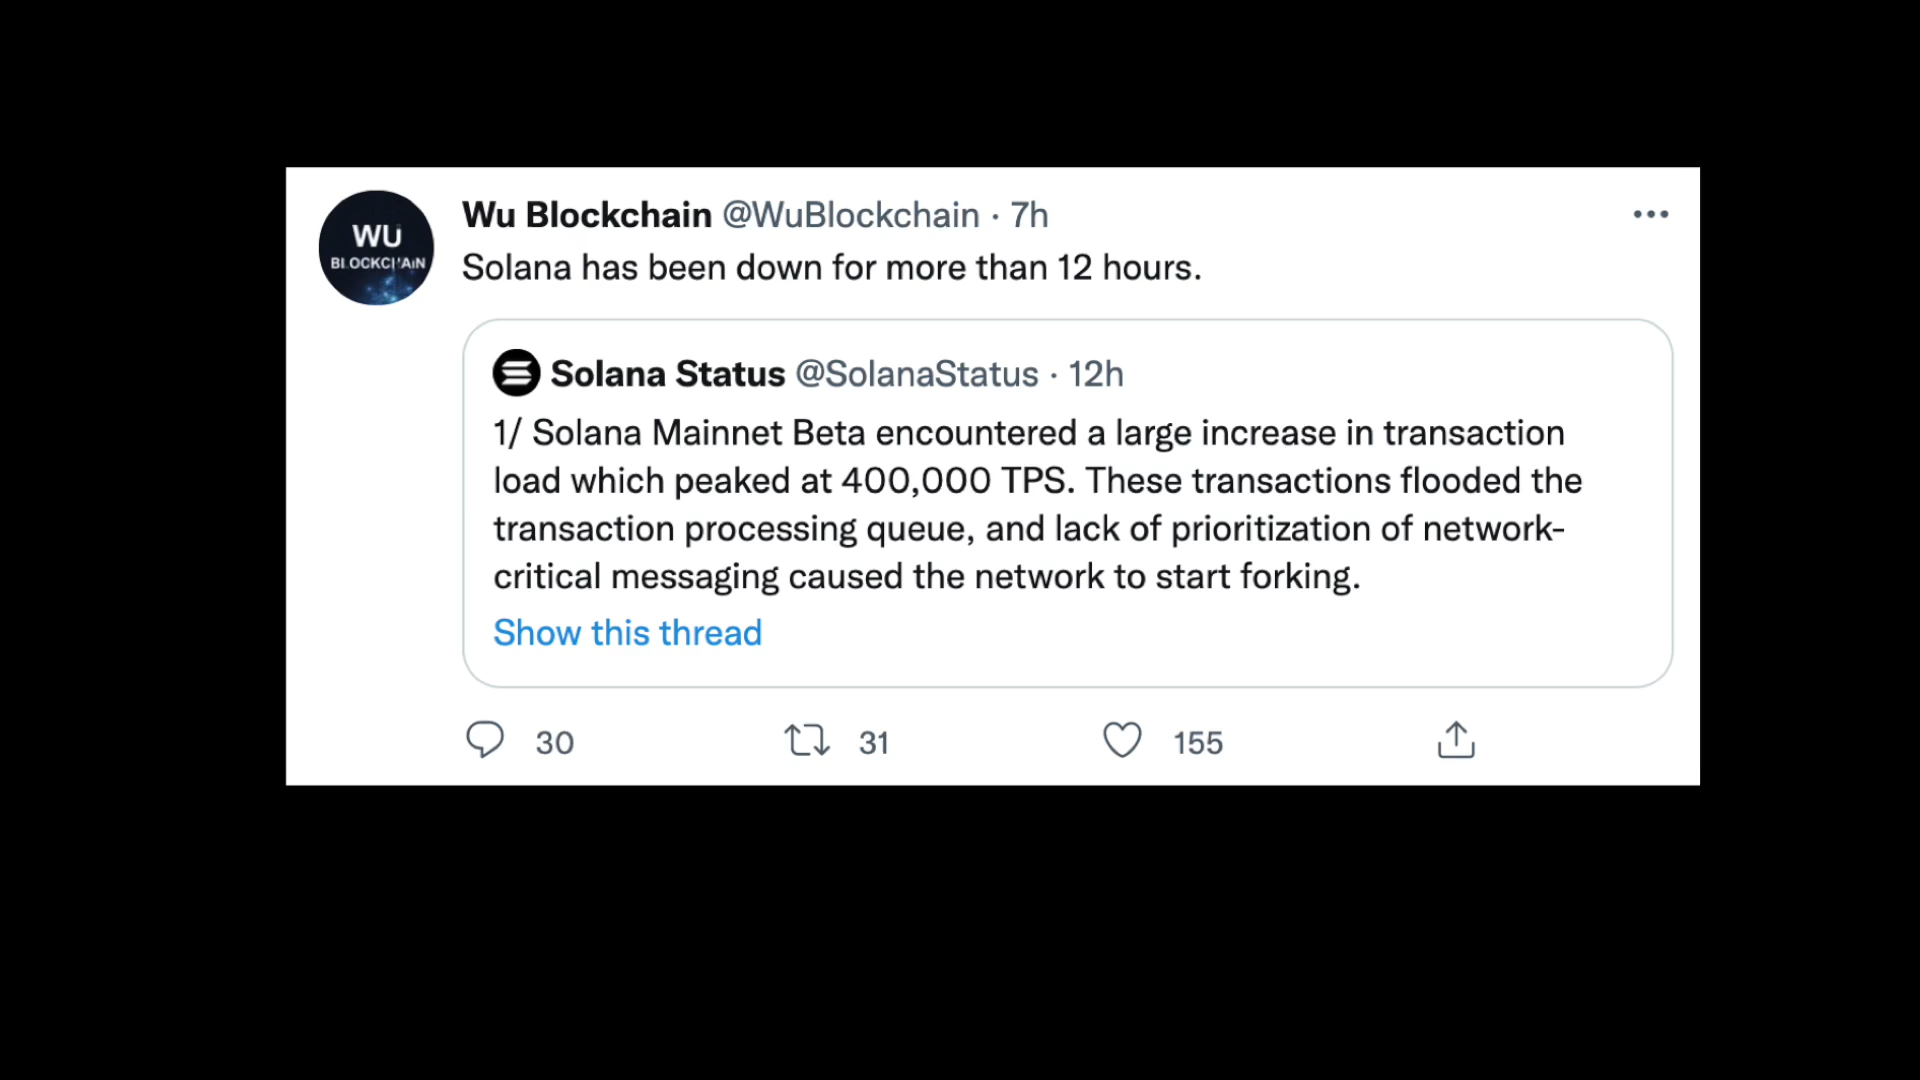 WU
BLOCKCHAIN
Wu Blockchain @WuBlockchain · 7h
Solana has been down for more than 12 hours.
Solana Status @SolanaStatus · 12h
1/ Solana Mainnet Beta encountered a large increase in transaction
load which peaked at 400,000 TPS. These transactions flooded the
transaction processing queue, and lack of prioritization of network-
critical messaging caused the network to start forking.
Show this thread
30 31 155